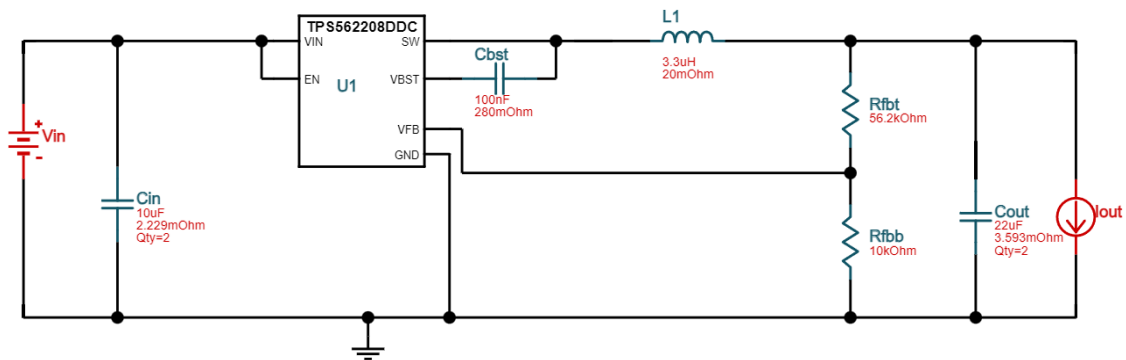 TPS562208DDC
VIN
SW
EN
U1
VBST
VFB
GND
Cbst
100nF
280mOhm
L1
3.3uH
20mOhm
+
Vin
-
Cin
10uF
2.229mOhm
Qty=2
Rfbt
56.2kOhm
Rfbb
10kOhm
Cout
22uF
3.593mOhm
Qty=2
Iout